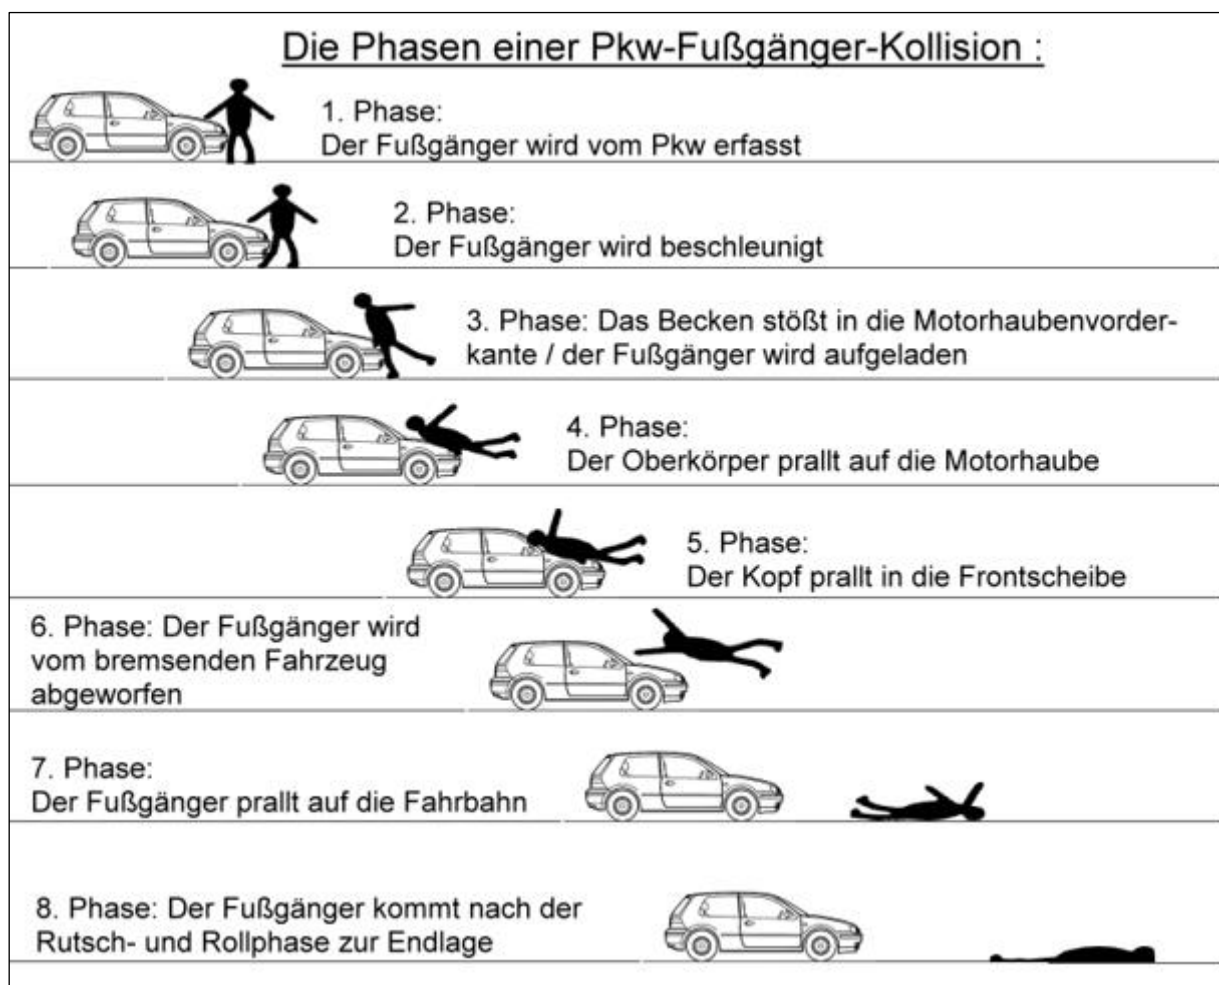 Die Phasen einer Pkw-Fußgänger-Kollision :
1. Phase:
Der Fußgänger wird vom Pkw erfasst
2. Phase:
Der Fußgänger wird beschleunigt
3. Phase: Das Becken stößt in die Motorhaubenvorder-
kante / der Fußgänger wird aufgeladen
4. Phase:
Der Oberkörper prallt auf die Motorhaube
5. Phase:
Der Kopf prallt in die Frontscheibe
6. Phase: Der Fußgänger wird
vom bremsenden Fahrzeug
abgeworfen
7. Phase:
Der Fußgänger prallt auf die Fahrbahn
8. Phase: Der Fußgänger kommt nach der
Rutsch- und Rollphase zur Endlage